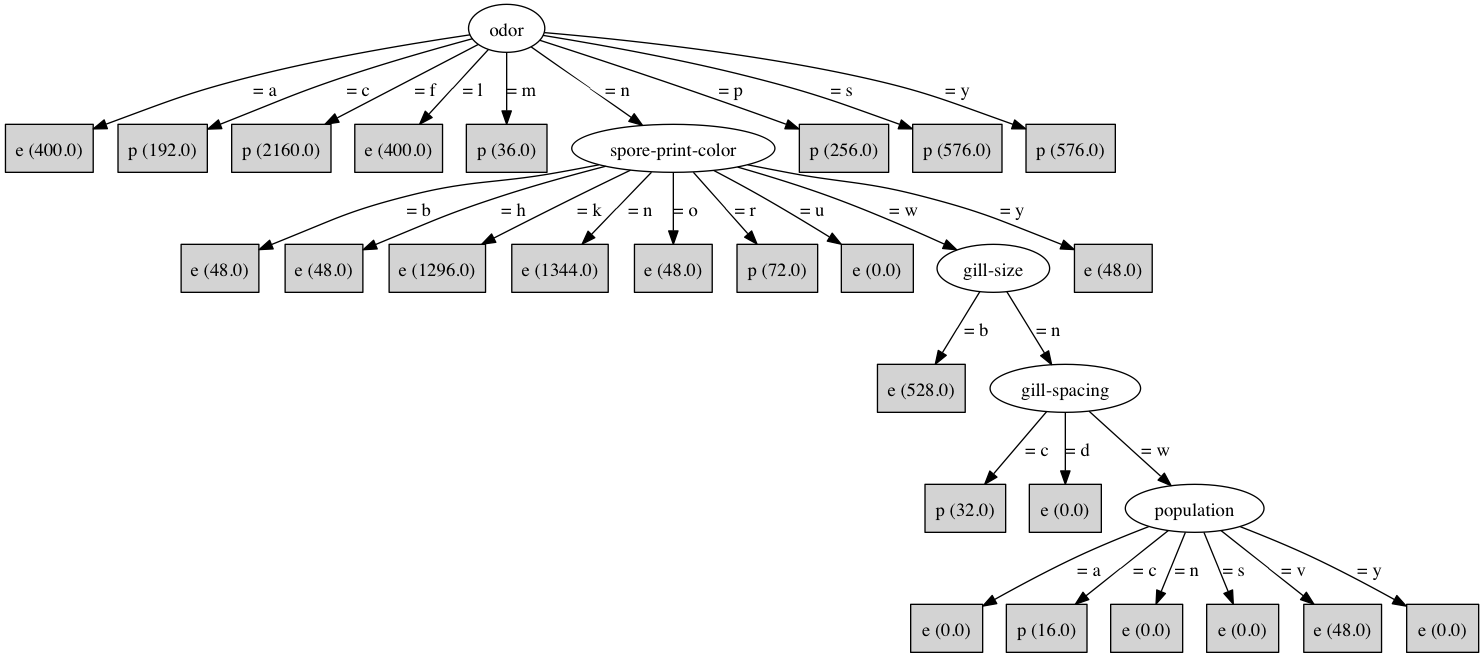 odor
= a
= c
= f
= l
= m
= n
= p
= s
= y
e (400.0)
p (192.0)
p (2160.0)
e (400.0)
p (36.0)
spore-print-color
p (256.0)
p (576.0)
p (576.0)
= b
= h
= k
= n
= o
= r
= u
= w
= y
e (48.0)
e (48.0)
e (1296.0)
e (1344.0)
e (48.0)
p (72.0)
e (0.0)
gill-size
e (48.0)
= b
= n
e (528.0)
gill-spacing
= c
= d
= w
p (32.0)
e (0.0)
population
= a
= c
= n
= s
= v
= y
e (0.0)
p (16.0)
e (0.0)
e (0.0)
e (48.0)
e (0.0)